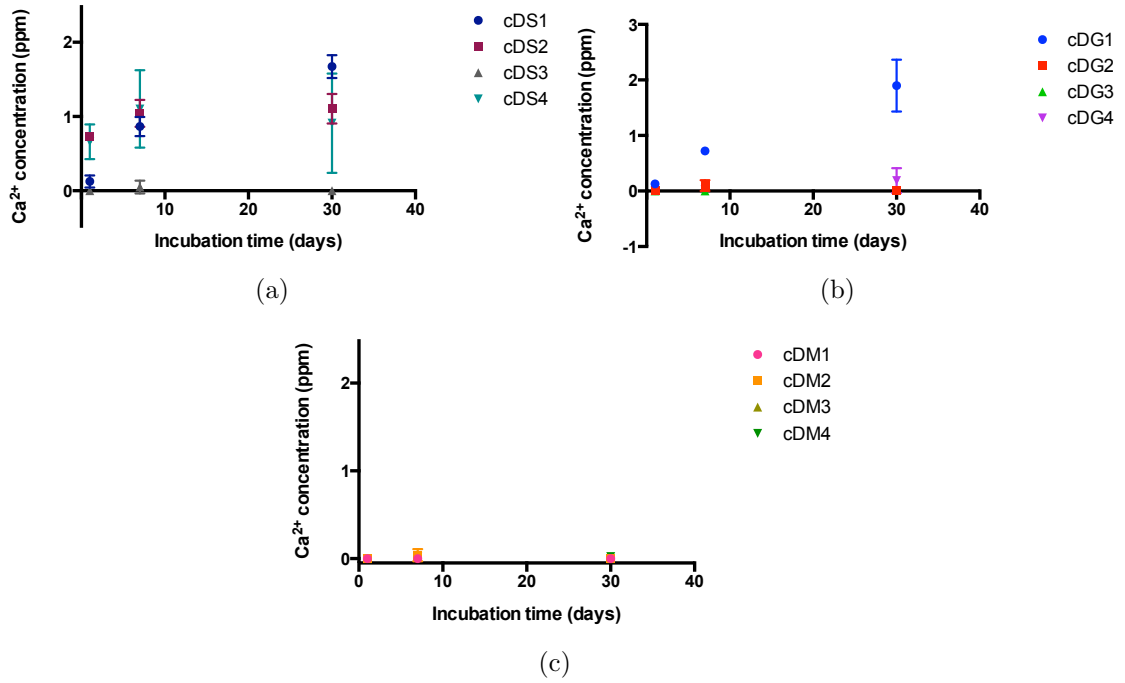 Ca²⁺ concentration (ppm)
2
1
0
10
20
30
40
Incubation time (days)
cDS1
cDS2
cDS3
cDS4
(a)
Ca²⁺ concentration (ppm)
3
2
1
0
-1
10
20
30
40
Incubation time (days)
cDG1
cDG2
cDG3
cDG4
(b)
Ca²⁺ concentration (ppm)
2
1
0
0
10
20
30
40
Incubation time (days)
cDM1
cDM2
cDM3
cDM4
(c)